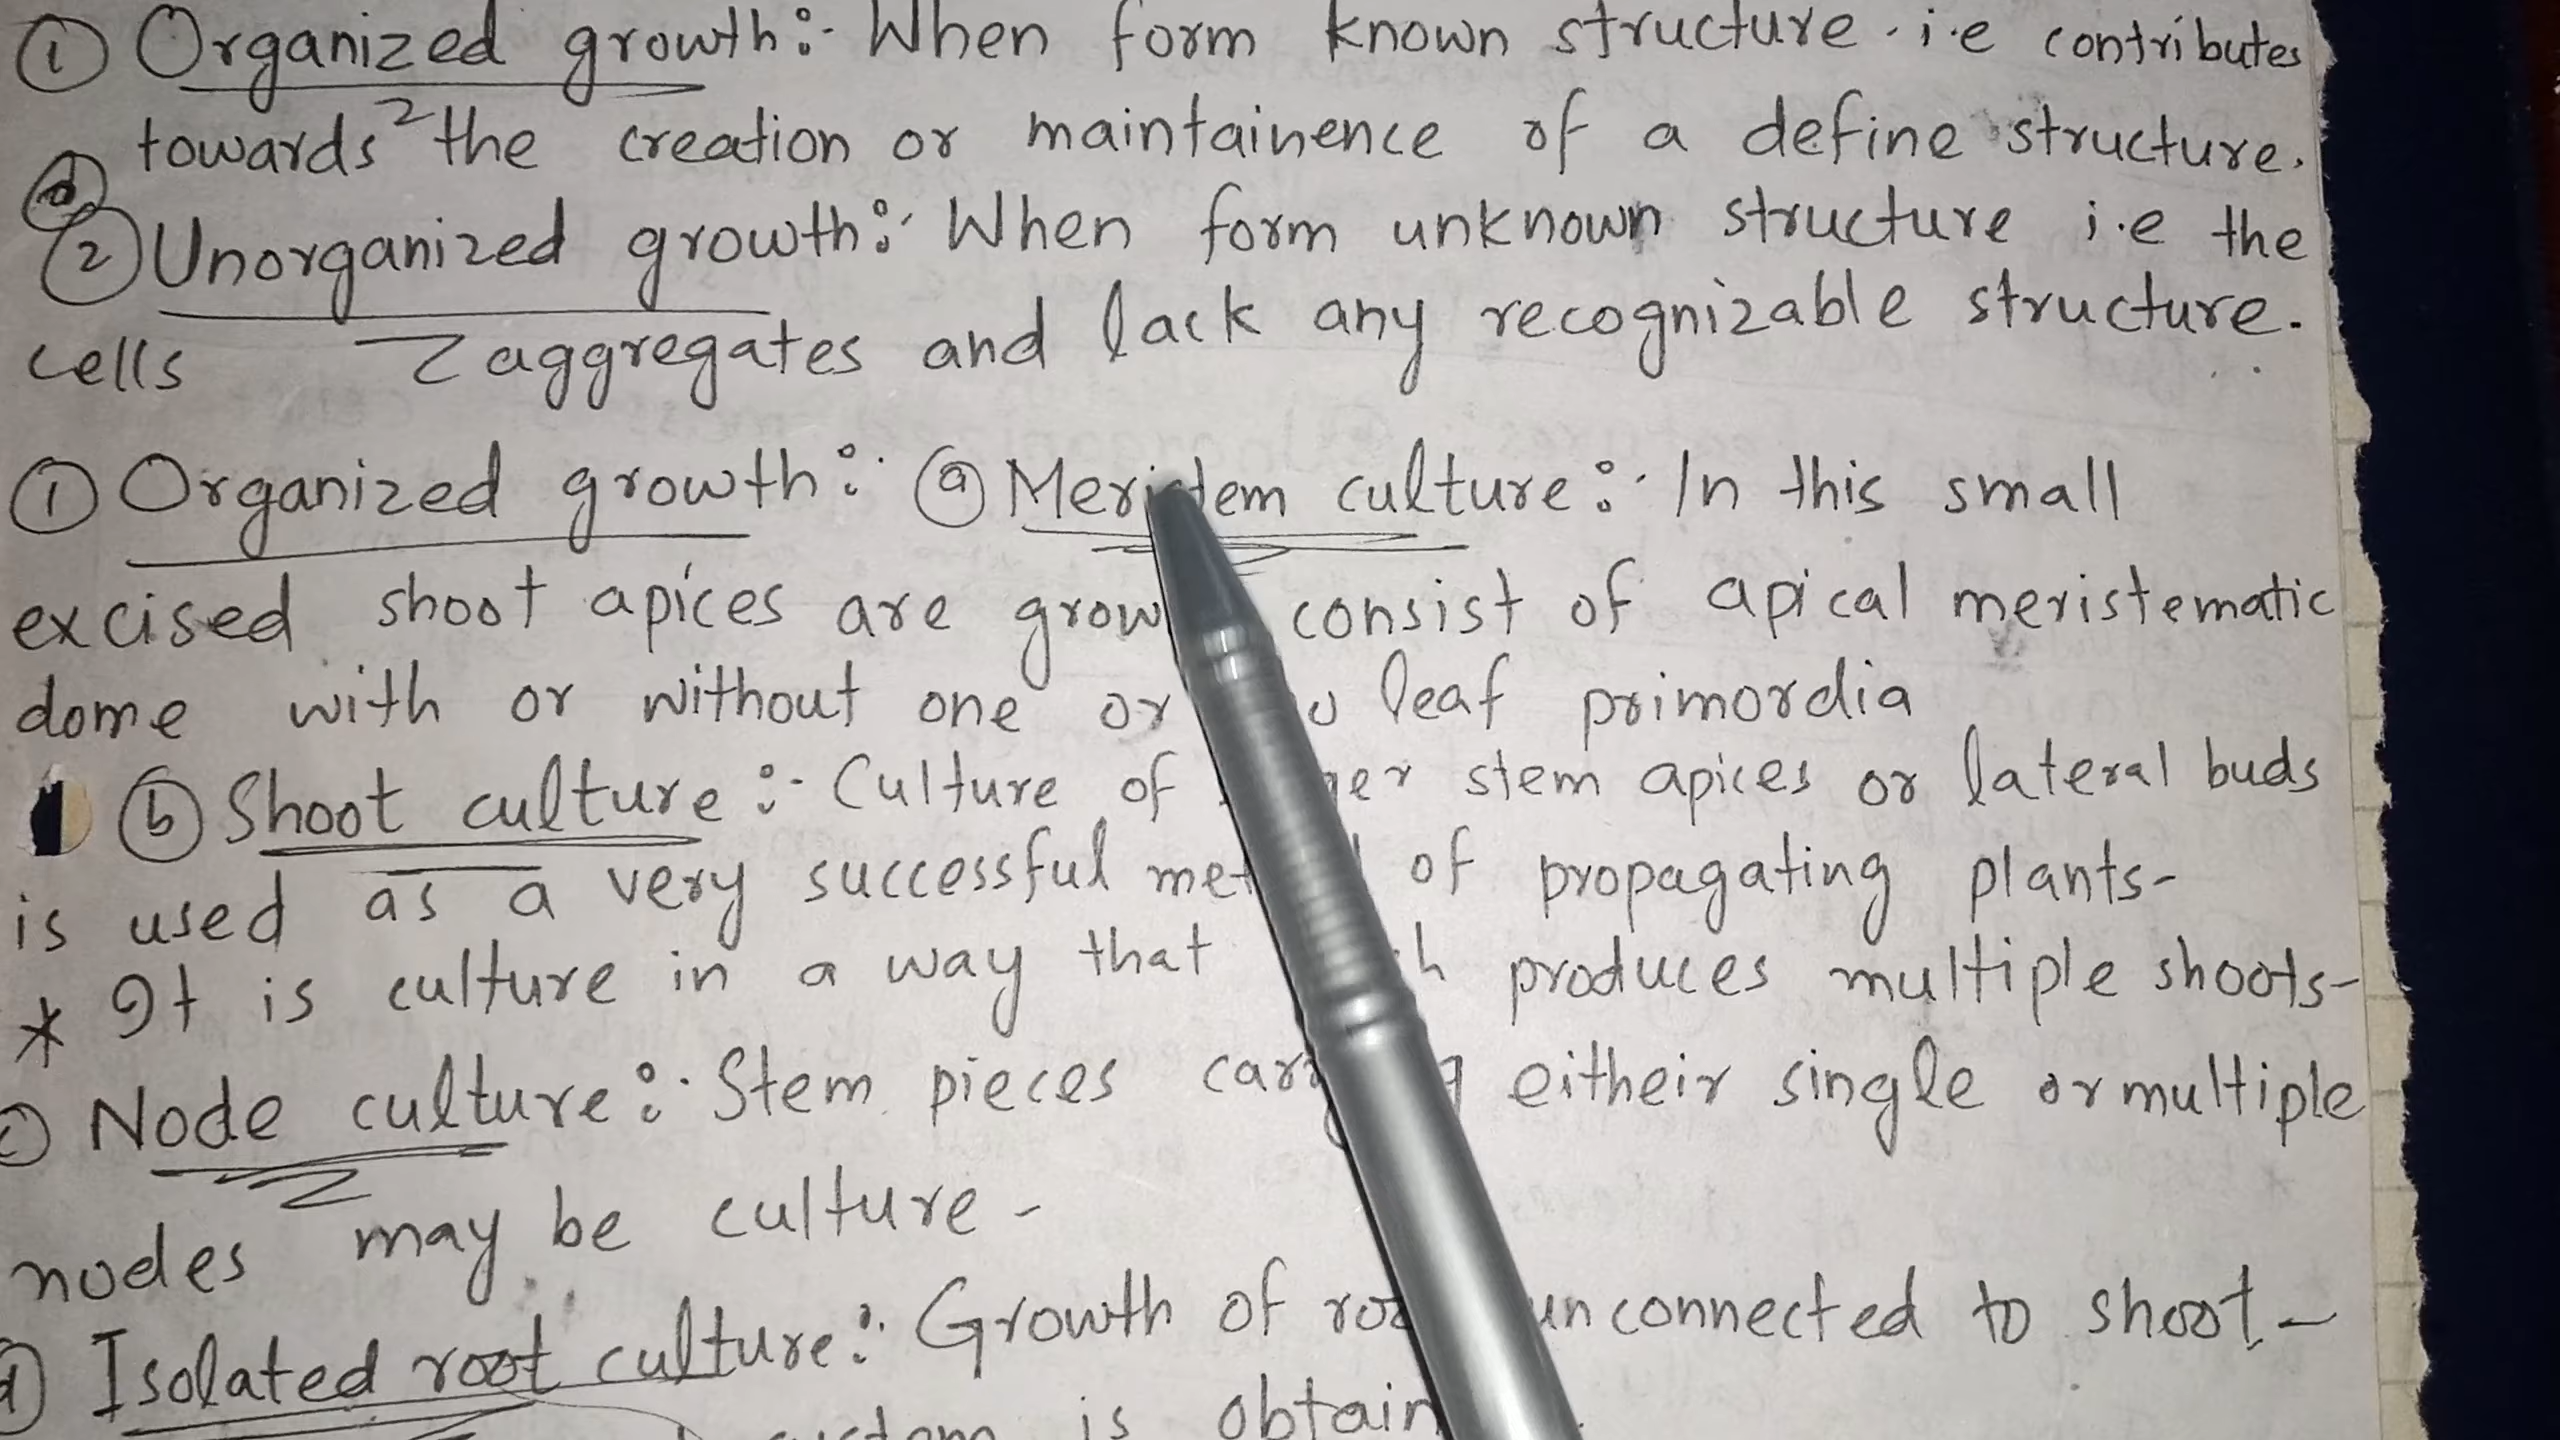 ① Organized growth:- When form known structure. i.e contributes
towards the creation or maintainence of a define structure.
② Unorganized growth:- When form unknown structure i.e the
cells aggregates and lack any recognizable structure.
① Organized growth:- ⓐ Meristem culture:- In this small
excised shoot apices are grow consist of apical meristematic
dome with or without one or leaf primordia
ⓑ Shoot culture:- Culture of stem apices or lateral buds
is used as a very successful of propagating plants-
* It is culture in a way that produces multiple shoots-
Node culture:- Stem pieces eitheir single or multiple
nodes may be culture-
ⓓ Isolated root culture:- Growth of unconnected to shoot-
is obtain